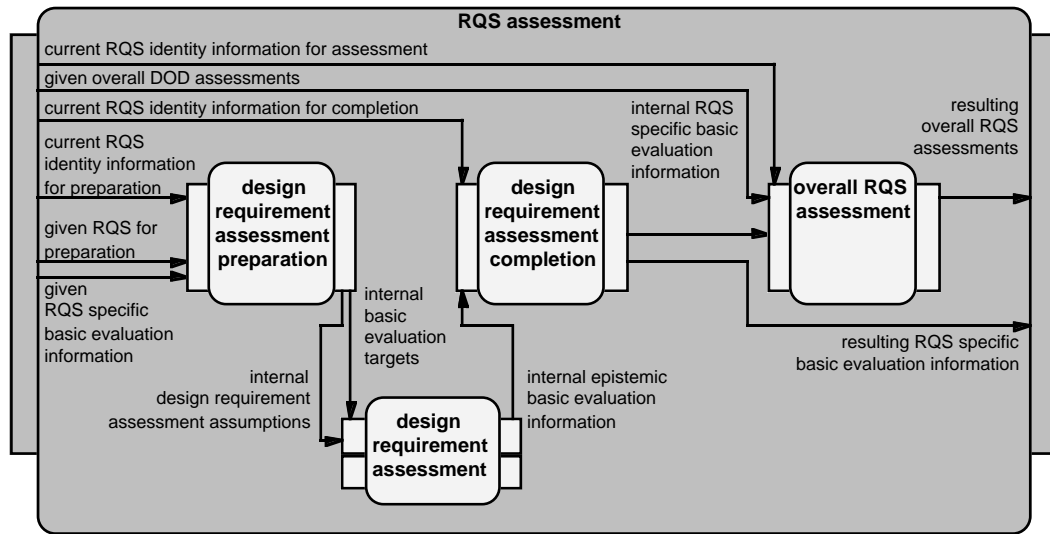 RQS assessment
current RQS identity information for assessment
given overall DOD assessments
current RQS identity information for completion
current RQS
identity information
for preparation
given RQS for
preparation
given
RQS specific
basic evaluation
information
design
requirement
assessment
preparation
internal
basic
evaluation
targets
internal
design requirement
assessment assumptions
design
requirement
assessment
internal epistemic
basic evaluation
information
design
requirement
assessment
completion
internal RQS
specific basic
evaluation
information
overall RQS
assessment
resulting
overall RQS
assessments
resulting RQS specific
basic evaluation information